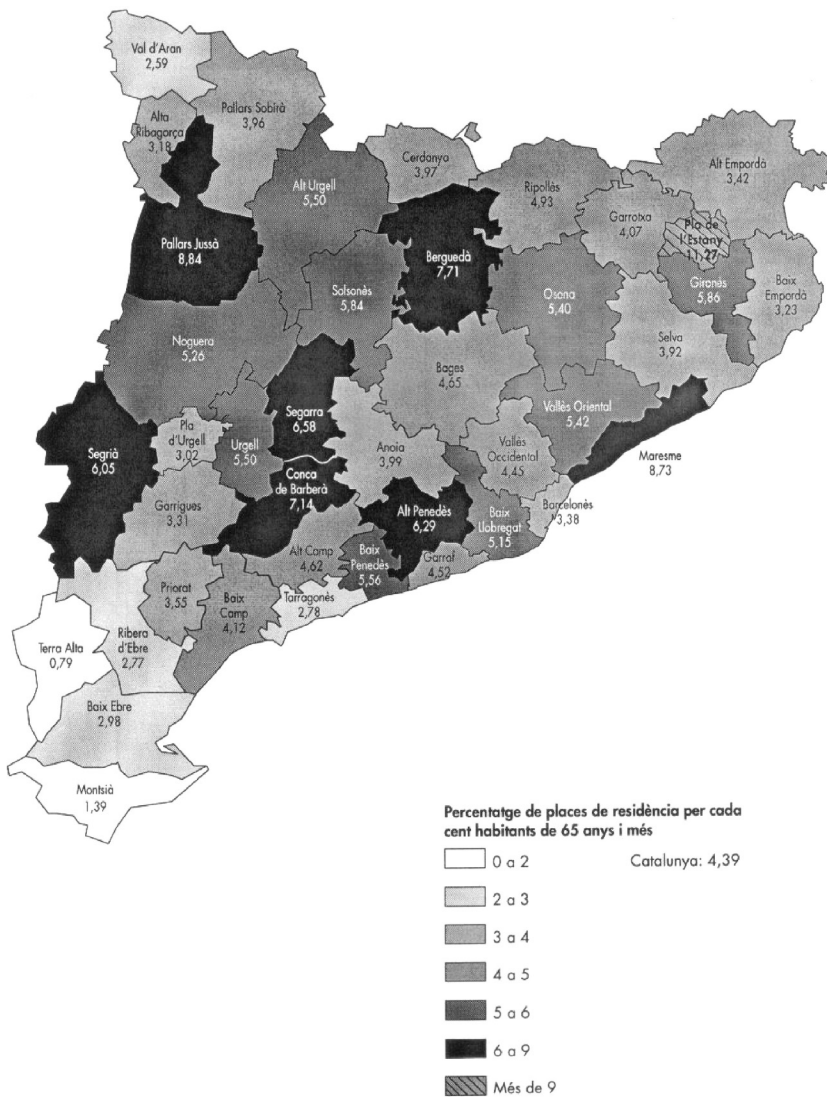 Val d'Aran
2,59
Pallars Sobirà
3,96
Alta
Ribagorça
3,18
Cerdanya
3,97
Alt Urgell
5,50
Ripollès
4,93
Alt Empordà
3,42
Garrotxa
4,07
Pla de
l'Estany
11,27
Pallars Jussà
8,84
Berguedà
7,71
Gironès
5,86
Baix
Empordà
3,23
Solsonès
5,84
Osona
5,40
Noguera
5,26
Selva
3,92
Bages
4,65
Segarra
6,58
Vallès Oriental
5,42
Pla
d'Urgell
3,02
Urgell
5,50
Segrià
6,05
Anoia
3,99
Vallès
Occidental
4,45
Maresme
8,73
Conca
de Barberà
7,14
Garrigues
3,31
Alt Penedès
6,29
Baix
Llobregat
5,15
Barcelonès
3,38
Alt Camp
4,62
Baix
Penedès
5,56
Garraf
4,52
Priorat
3,55
Baix
Camp
4,12
Tarragonès
2,78
Ribera
d'Ebre
2,77
Terra Alta
0,79
Baix Ebre
2,98
Montsià
1,39
Percentatge de places de residència per cada
cent habitants de 65 anys i més
0 a 2 Catalunya: 4,39
2 a 3
3 a 4
4 a 5
5 a 6
6 a 9
Més de 9